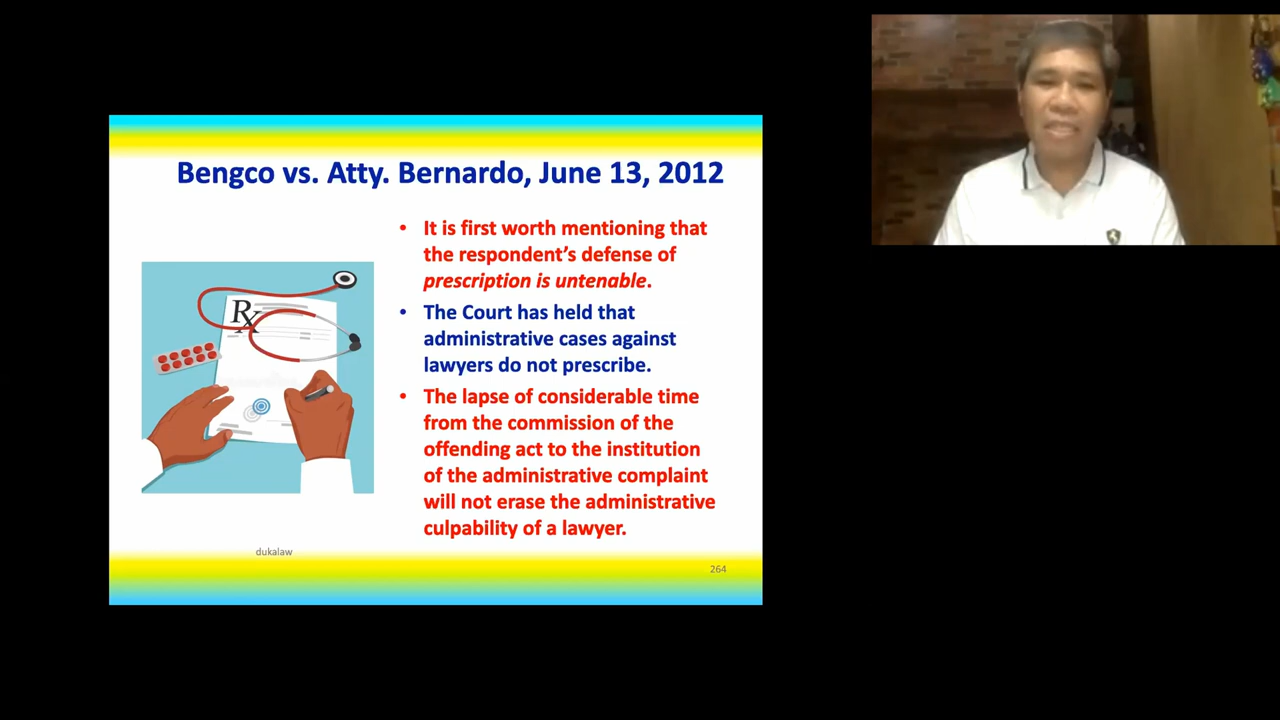 Bengco vs. Atty. Bernardo, June 13, 2012
• It is first worth mentioning that
the respondent's defense of
prescription is untenable.
• The Court has held that
administrative cases against
lawyers do not prescribe.
• The lapse of considerable time
from the commission of the
offending act to the institution
of the administrative complaint
will not erase the administrative
culpability of a lawyer.
Rx
dukalaw
264